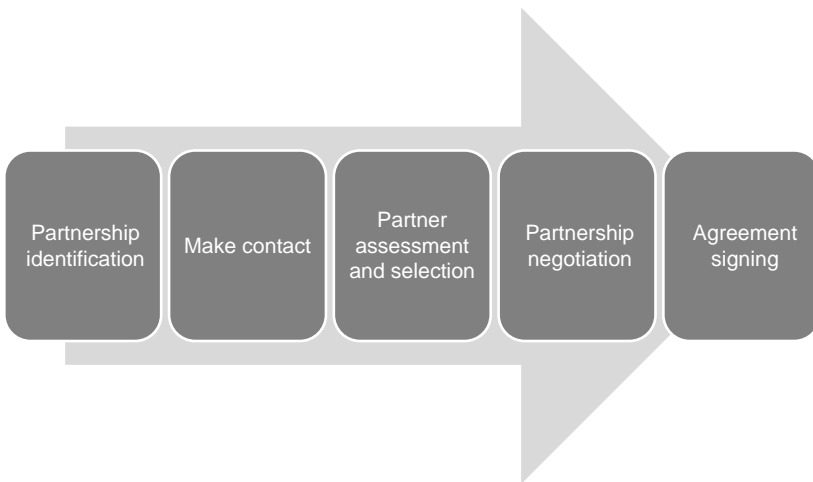 Partnership
identification
Make contact
Partner
assessment
and selection
Partnership
negotiation
Agreement
signing